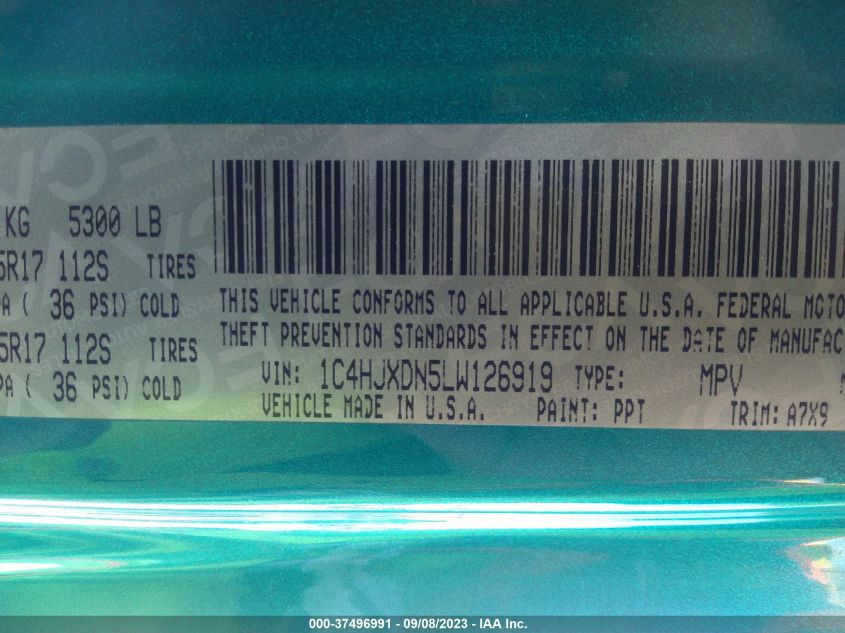 KG 5300 LB
5R17 112S TIRES
PA ( 36 PSI) COLD
5R17 112S TIRES
PA ( 36 PSI) COLD
THIS VEHICLE CONFORMS TO ALL APPLICABLE U.S.A. FEDERAL MOTO
THEFT PREVENTION STANDARDS IN EFFECT ON THE DATE OF MANUFAC
VIN: 1C4HJXDN5LW126919 TYPE: MPV
VEHICLE MADE IN U.S.A. PAINT: PPT TRIM: A7X9
000-37496991 - 09/08/2023 - IAA Inc.